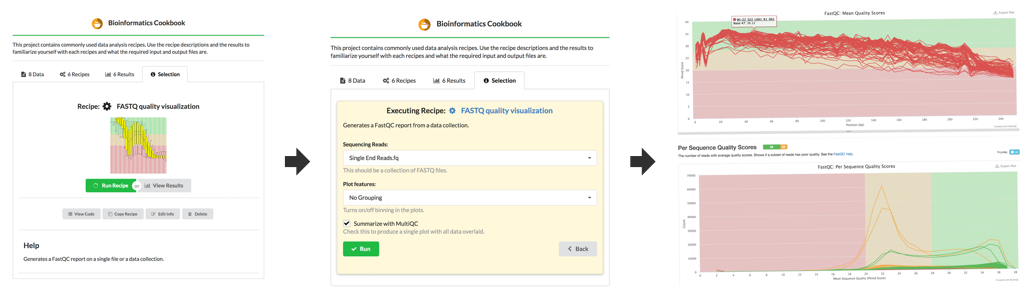 Bioinformatics Cookbook
This project contains commonly used data analysis recipes. Use the recipe descriptions and the results to
familiarize yourself with each recipes and what the required input and output files are.
8 Data
6 Recipes
6 Results
Selection
Recipe: FASTQ quality visualization
Run Recipe or View Results
View Code
Copy Recipe
Edit Info
Delete
Help
Generates a FastQC report on a single file or a data collection.
Bioinformatics Cookbook
This project contains commonly used data analysis recipes. Use the recipe descriptions and the results to
familiarize yourself with each recipes and what the required input and output files are.
8 Data
6 Recipes
6 Results
Selection
Executing Recipe: FASTQ quality visualization
Generates a FastQC report from a data collection.
Sequencing Reads:
Single End Reads.fq
This should be a collection of FASTQ files.
Plot features:
No Grouping
Turns on/off binning in the plots.
Summarize with MultiQC
Check this to produce a single plot with all data overlaid.
Run
Back
FastQC: Mean Quality Scores
Export Plot
Position (bp)
Per Sequence Quality Scores
The number of reads with average quality scores. Shows if a subset of reads has poor quality. See the FastQC help.
FastQC: Per Sequence Quality Scores
Export Plot
Count
Mean Sequence Quality (Phred Score)